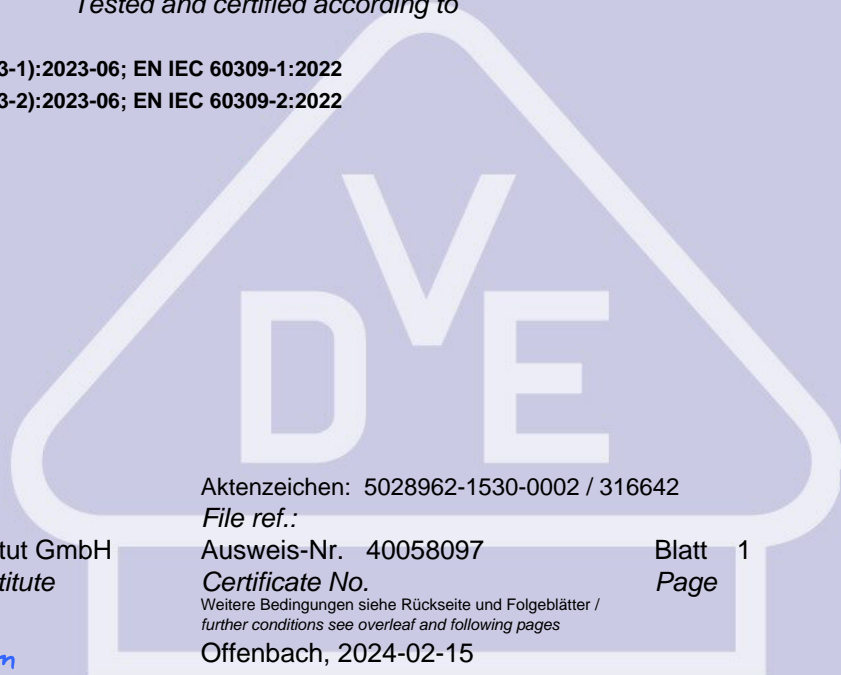 Tested and certified according to
3-1):2023-06; EN IEC 60309-1:2022
3-2):2023-06; EN IEC 60309-2:2022
DVE
Aktenzeichen: 5028962-1530-0002 / 316642
File ref.:
tut GmbH Ausweis-Nr. 40058097 Blatt 1
titute Certificate No. Page
Weitere Bedingungen siehe Rückseite und Folgeblätter /
further conditions see overleaf and following pages
Offenbach, 2024-02-15